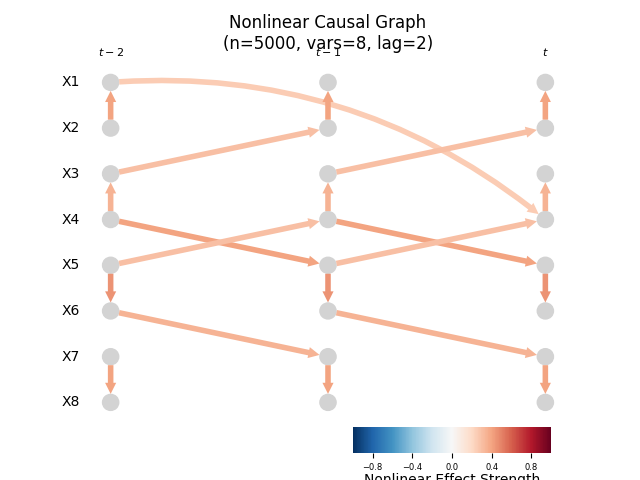 Nonlinear Causal Graph
(n=5000, vars=8, lag=2)
t − 2
t − 1
t
X1
X2
X3
X4
X5
X6
X7
X8
−0.8 −0.4 0.0 0.4 0.8
Nonlinear Effect Strength